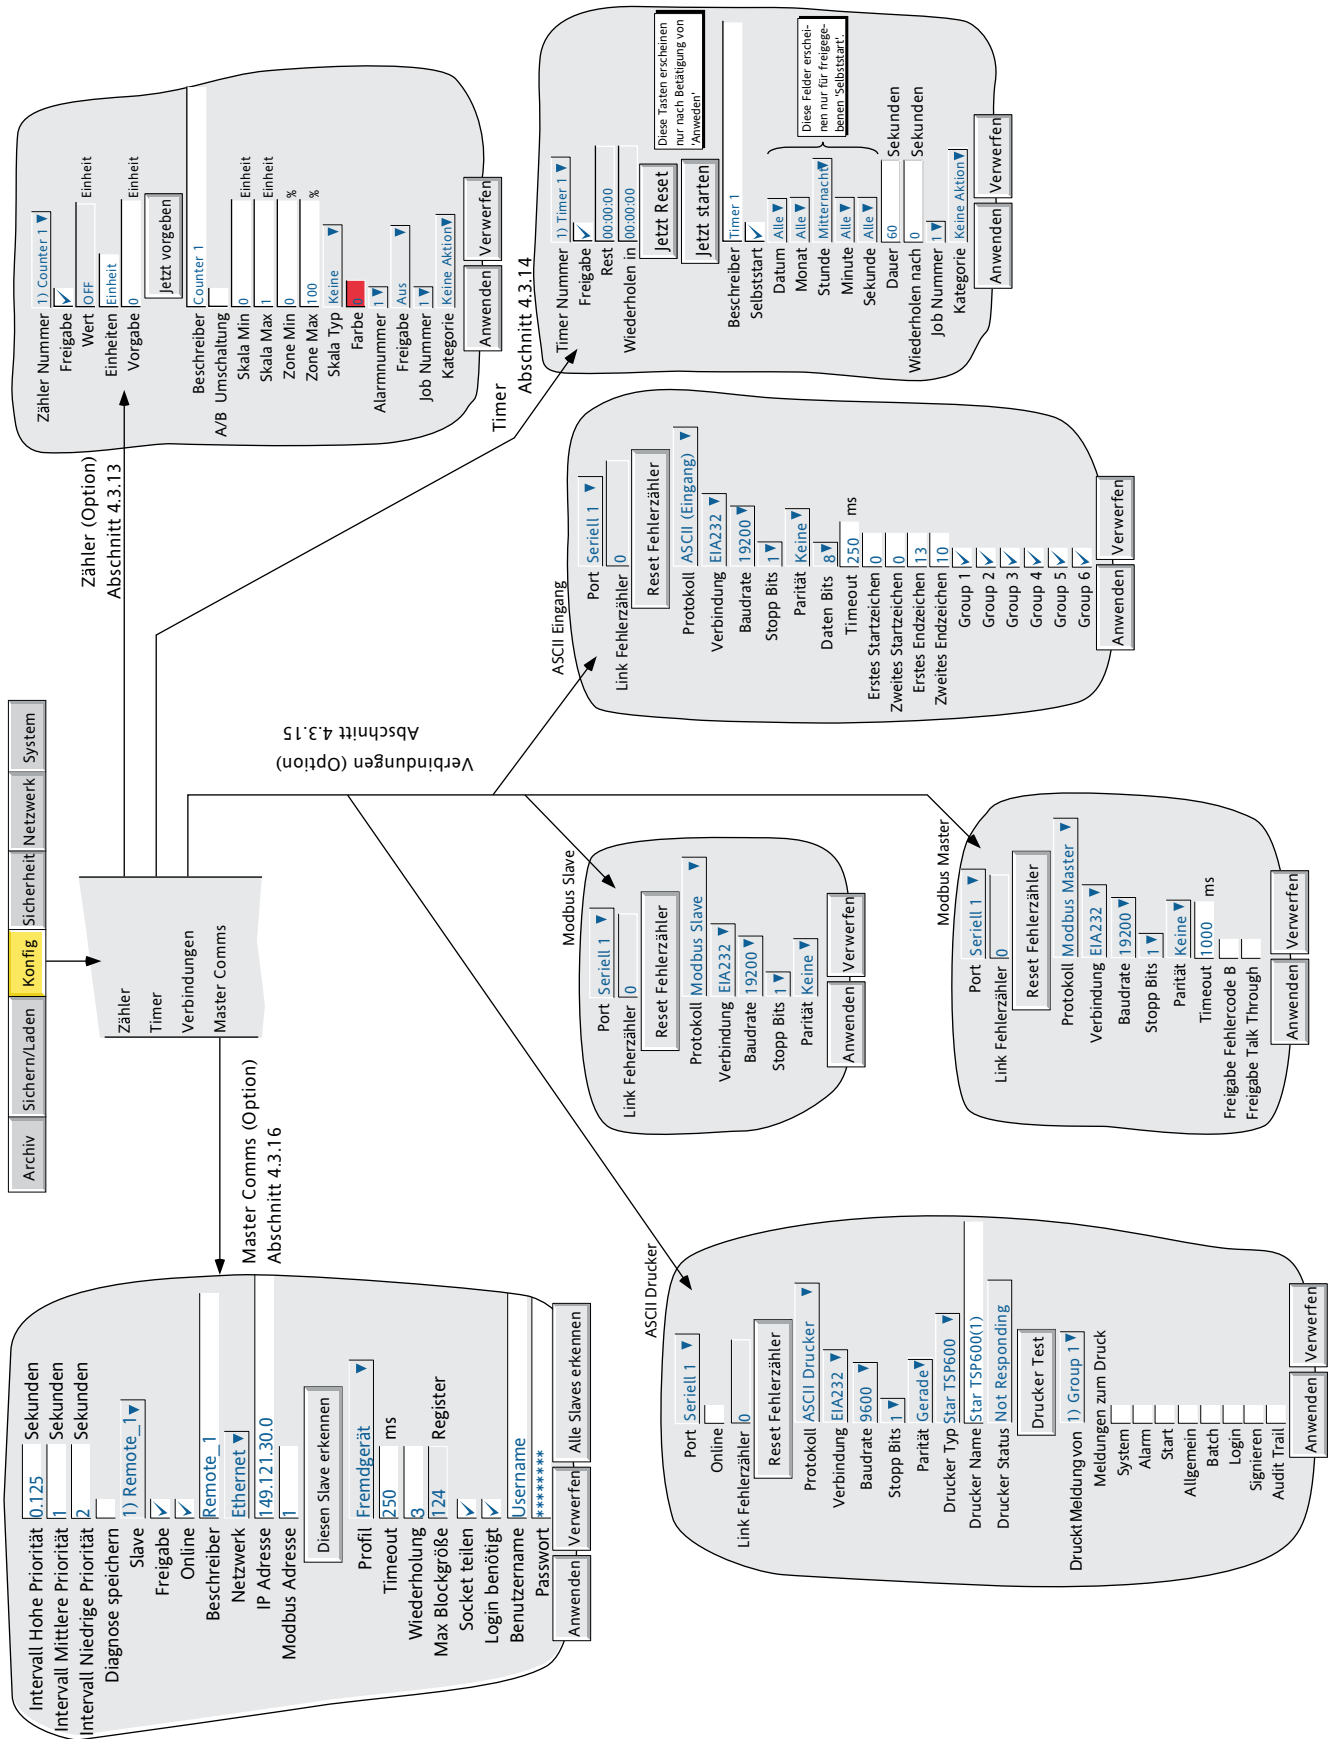 Archiv
Sichern/Laden
Konfig
Sicherheit
Netzwerk
System
Zähler
Timer
Verbindungen
Master Comms
Master Comms (Option)
Abschnitt 4.3.16
Intervall Hohe Priorität 0.125 Sekunden
Intervall Mittlere Priorität 1 Sekunden
Intervall Niedrige Priorität 2 Sekunden
Diagnose speichern
Slave 1) Remote_1
Freigabe
Online
Beschreiber Remote_1
Netzwerk Ethernet
IP Adresse 149.121.30.0
Modbus Adresse 1
Diesen Slave erkennen
Profil Fremdgerät
Timeout 250 ms
Wiederholung 3
Max Blockgröße 124 Register
Socket teilen
Login benötigt
Benutzername Username
Passwort ********
Anwenden Verwerfen Alle Slaves erkennen
Zähler (Option)
Abschnitt 4.3.13
Zähler Nummer 1) Counter 1
Freigabe
Wert OFF Einheit
Einheiten Einheit
Vorgabe 0 Einheit
Jetzt vorgeben
Beschreiber Counter 1
A/B Umschaltung
Skala Min 0 Einheit
Skala Max 1 Einheit
Zone Min 0 %
Zone Max 100 %
Skala Typ Keine
Farbe 0
Alarmnummer 1
Freigabe Aus
Job Nummer 1
Kategorie Keine Aktion
Anwenden Verwerfen
Timer
Abschnitt 4.3.14
Timer Nummer 1) Timer 1
Freigabe
Rest 00:00:00
Wiederholen in 00:00:00
Jetzt Reset
Jetzt starten
Diese Tasten erscheinen
nur nach Betätigung von
'Anweden'
Beschreiber Timer 1
Selbststart
Datum Alle
Monat Alle
Stunde Mitternacht
Minute Alle
Sekunde Alle
Diese Felder erschei-
nen nur für freigege-
benen 'Selbststart'.
Dauer 60 Sekunden
Wiederholen nach 0 Sekunden
Job Nummer 1
Kategorie Keine Aktion
Anwenden Verwerfen
Verbindungen (Option)
Abschnitt 4.3.15
ASCII Drucker
Port Seriell 1
Online
Link Fehlerzähler 0
Reset Fehlerzähler
Protokoll ASCII Drucker
Verbindung EIA232
Baudrate 9600
Stopp Bits 1
Parität Gerade
Drucker Typ Star TSP600
Drucker Name Star TSP600(1)
Drucker Status Not Responding
Drucker Test
Druckt Meldung von 1) Group 1
Meldungen zum Druck
System
Alarm
Start
Allgemein
Batch
Login
Signieren
Audit Trail
Anwenden Verwerfen
Modbus Slave
Port Seriell 1
Link Feherzähler 0
Reset Fehlerzähler
Protokoll Modbus Slave
Verbindung EIA232
Baudrate 19200
Stopp Bits 1
Parität Keine
Anwenden Verwerfen
ASCII Eingang
Port Seriell 1
Link Fehlerzähler 0
Reset Fehlerzähler
Protokoll ASCII (Eingang)
Verbindung EIA232
Baudrate 19200
Stopp Bits 1
Parität Keine
Daten Bits 8
Timeout 250 ms
Erstes Startzeichen 0
Zweites Startzeichen 0
Erstes Endzeichen 13
Zweites Endzeichen 10
Group 1
Group 2
Group 3
Group 4
Group 5
Group 6
Anwenden Verwerfen
Modbus Master
Port Seriell 1
Link Fehlerzähler 0
Reset Fehlerzähler
Protokoll Modbus Master
Verbindung EIA232
Baudrate 19200
Stopp Bits 1
Parität Keine
Timeout 1000 ms
Freigabe Fehlercode B
Freigabe Talk Through
Anwenden Verwerfen